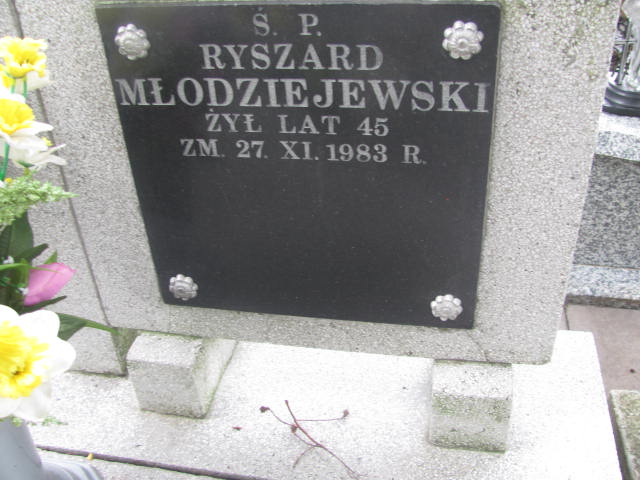 Ś. P.
RYSZARD
MŁODZIEJEWSKI
ŻYŁ LAT 45
ZM. 27. XI. 1983 R.